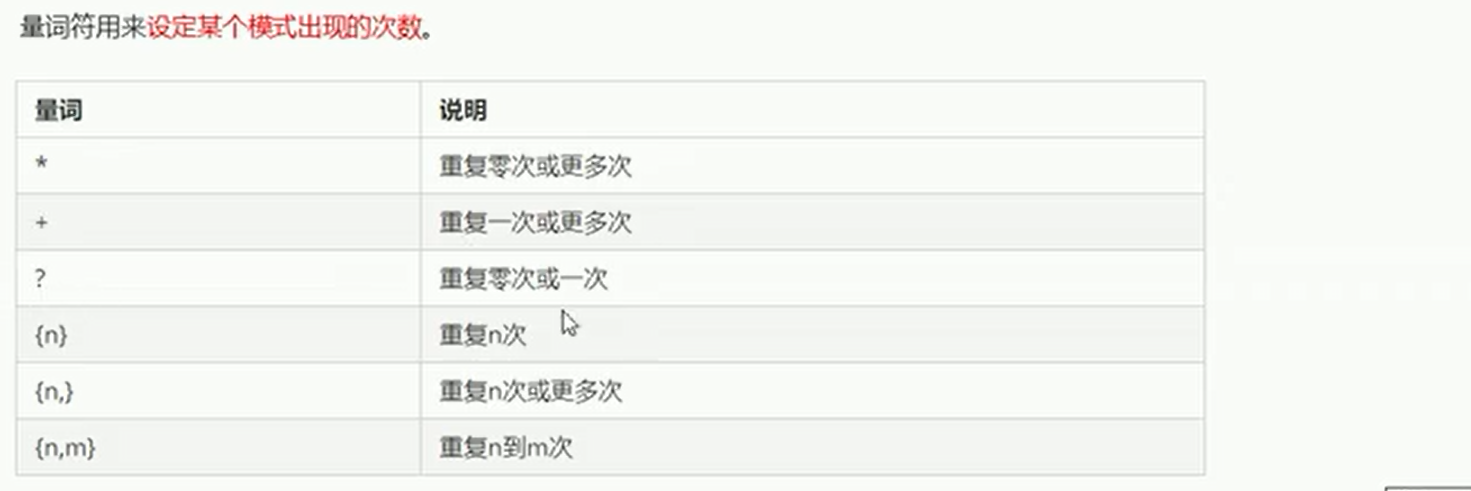 量词符用来设定某个模式出现的次数。
量词 说明
* 重复零次或更多次
+ 重复一次或更多次
? 重复零次或一次
{n} 重复n次
{n,} 重复n次或更多次
{n,m} 重复n到m次